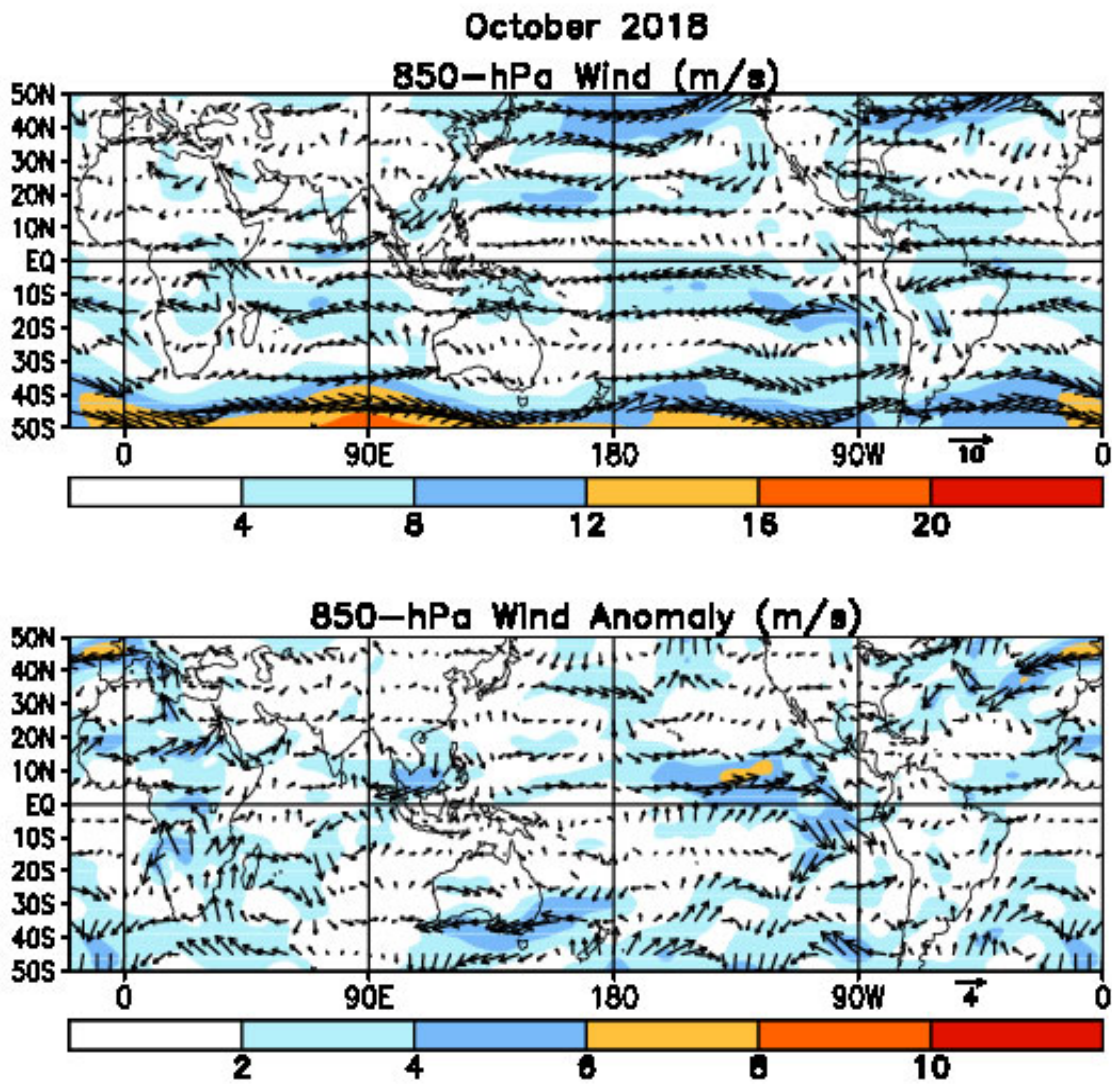 October 2018
850-hPa Wind (m/s)
50N
40N
30N
20N
10N
EQ
10S
20S
30S
40S
50S
0 90E 180 90W 10 0
4 8 12 16 20
850-hPa Wind Anomaly (m/s)
50N
40N
30N
20N
10N
EQ
10S
20S
30S
40S
50S
0 90E 180 90W 4 0
2 4 6 8 10